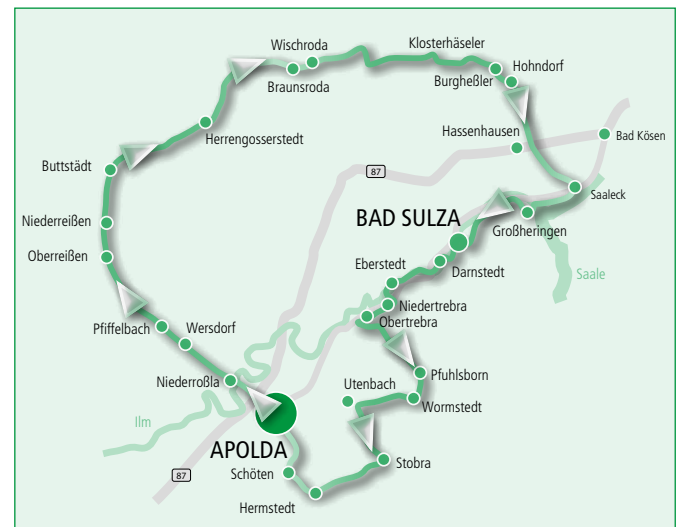 Wischroda
Klosterhäseler
Hohndorf
Braunsroda
Burgheßler
Herrengosserstedt
Hassenhausen
Bad Kösen
Buttstädt
87
Saaleck
BAD SULZA
Niederreißen
Großheringen
Oberreißen
Eberstedt
Darnstedt
Saale
Niedertrebra
Obertrebra
Pfiffelbach
Wersdorf
Niederroßla
Pfuhlsborn
Utenbach
Wormstedt
Ilm
APOLDA
Stobra
Schöten
87
Hermstedt